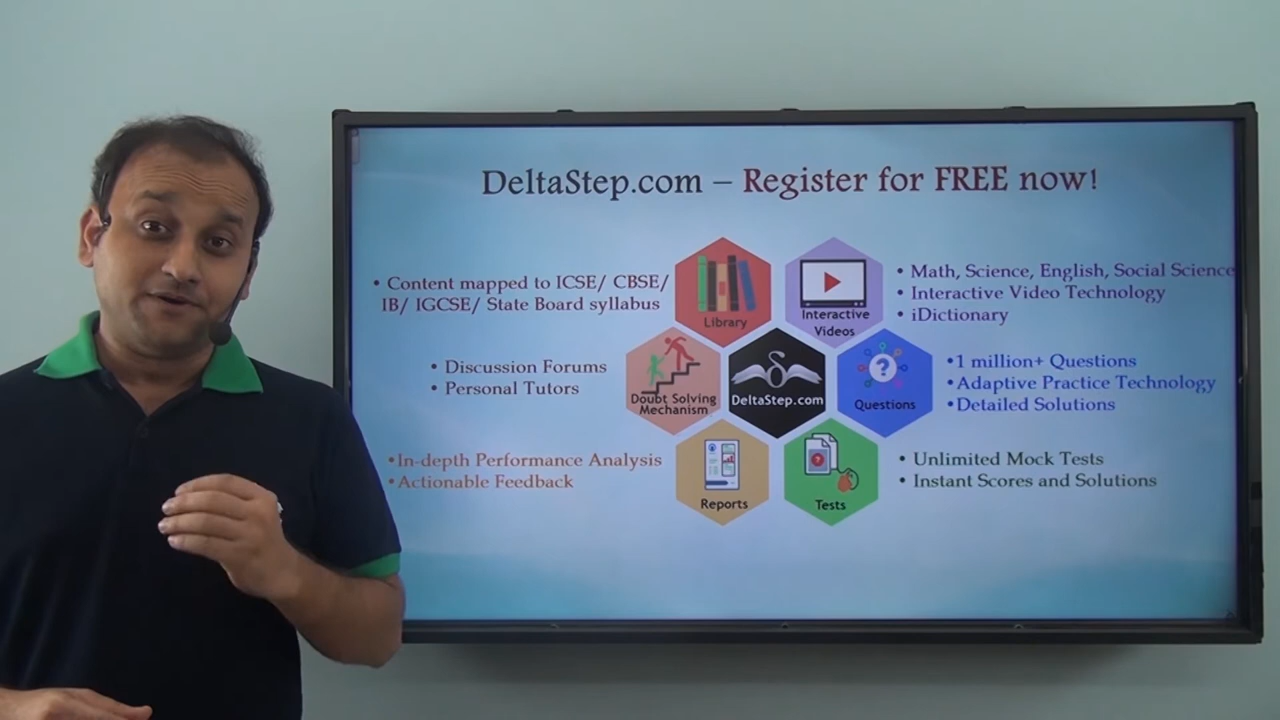 DeltaStep.com – Register for FREE now!
• Content mapped to ICSE/ CBSE/
IB/ IGCSE/ State Board syllabus
Library
Interactive
Videos
• Math, Science, English, Social Science
• Interactive Video Technology
• iDictionary
• Discussion Forums
• Personal Tutors
Doubt Solving
Mechanism
δ
DeltaStep.com
?
Questions
•1 million+ Questions
•Adaptive Practice Technology
•Detailed Solutions
•In-depth Performance Analysis
•Actionable Feedback
Reports
?
Tests
• Unlimited Mock Tests
• Instant Scores and Solutions